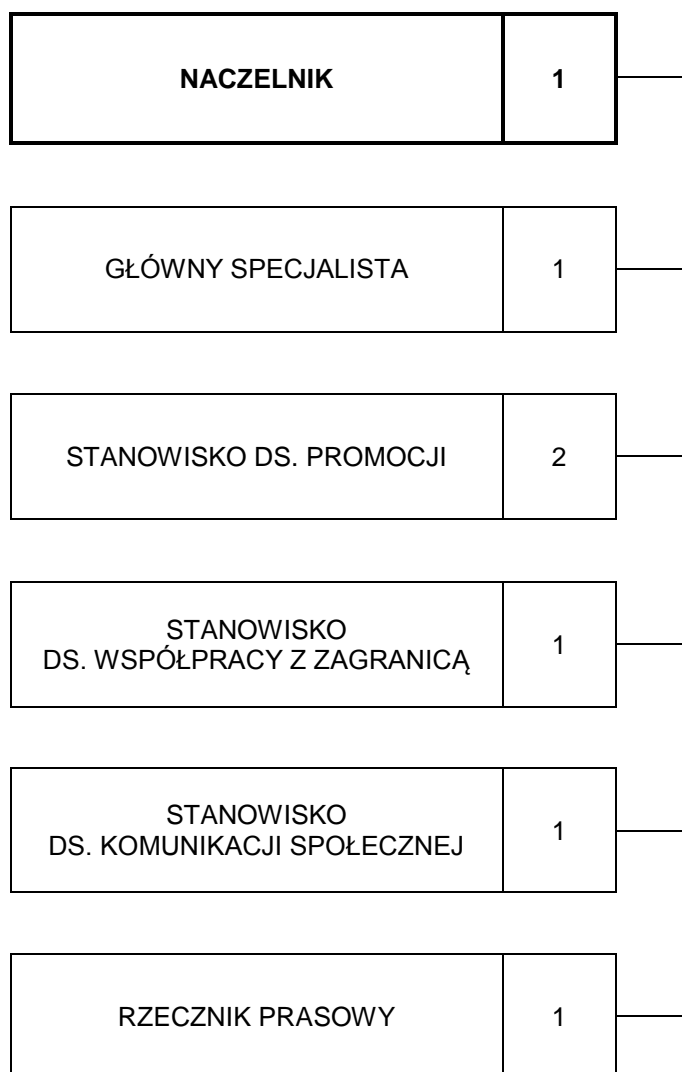 NACZELNIK 1
GŁÓWNY SPECJALISTA 1
STANOWISKO DS. PROMOCJI 2
STANOWISKO
DS. WSPÓŁPRACY Z ZAGRANICĄ 1
STANOWISKO
DS. KOMUNIKACJI SPOŁECZNEJ 1
RZECZNIK PRASOWY 1